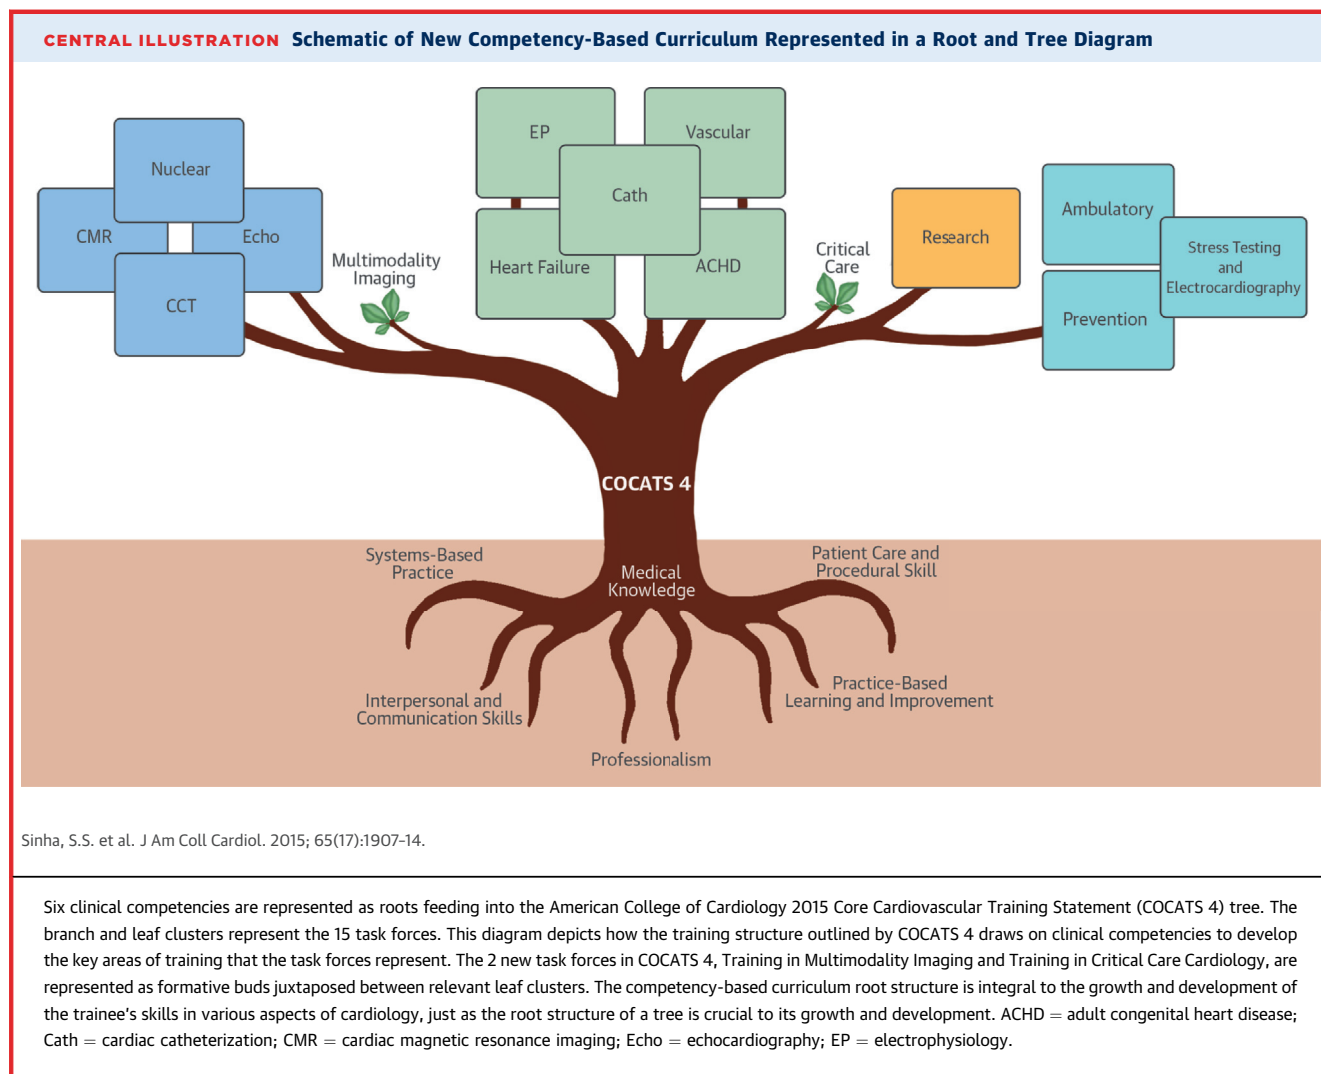 CENTRAL ILLUSTRATION Schematic of New Competency-Based Curriculum Represented in a Root and Tree Diagram
Nuclear
CMR
Echo
CCT
Multimodality
Imaging
EP
Vascular
Cath
Heart Failure
ACHD
Critical
Care
Research
Ambulatory
Stress Testing
and
Electrocardiography
Prevention
COCATS 4
Systems-Based
Practice
Medical
Knowledge
Patient Care and
Procedural Skill
Interpersonal and
Communication Skills
Practice-Based
Learning and Improvement
Professionalism
Sinha, S.S. et al. J Am Coll Cardiol. 2015; 65(17):1907–14.
Six clinical competencies are represented as roots feeding into the American College of Cardiology 2015 Core Cardiovascular Training Statement (COCATS 4) tree. The
branch and leaf clusters represent the 15 task forces. This diagram depicts how the training structure outlined by COCATS 4 draws on clinical competencies to develop
the key areas of training that the task forces represent. The 2 new task forces in COCATS 4, Training in Multimodality Imaging and Training in Critical Care Cardiology, are
represented as formative buds juxtaposed between relevant leaf clusters. The competency-based curriculum root structure is integral to the growth and development of
the trainee's skills in various aspects of cardiology, just as the root structure of a tree is crucial to its growth and development. ACHD = adult congenital heart disease;
Cath = cardiac catheterization; CMR = cardiac magnetic resonance imaging; Echo = echocardiography; EP = electrophysiology.